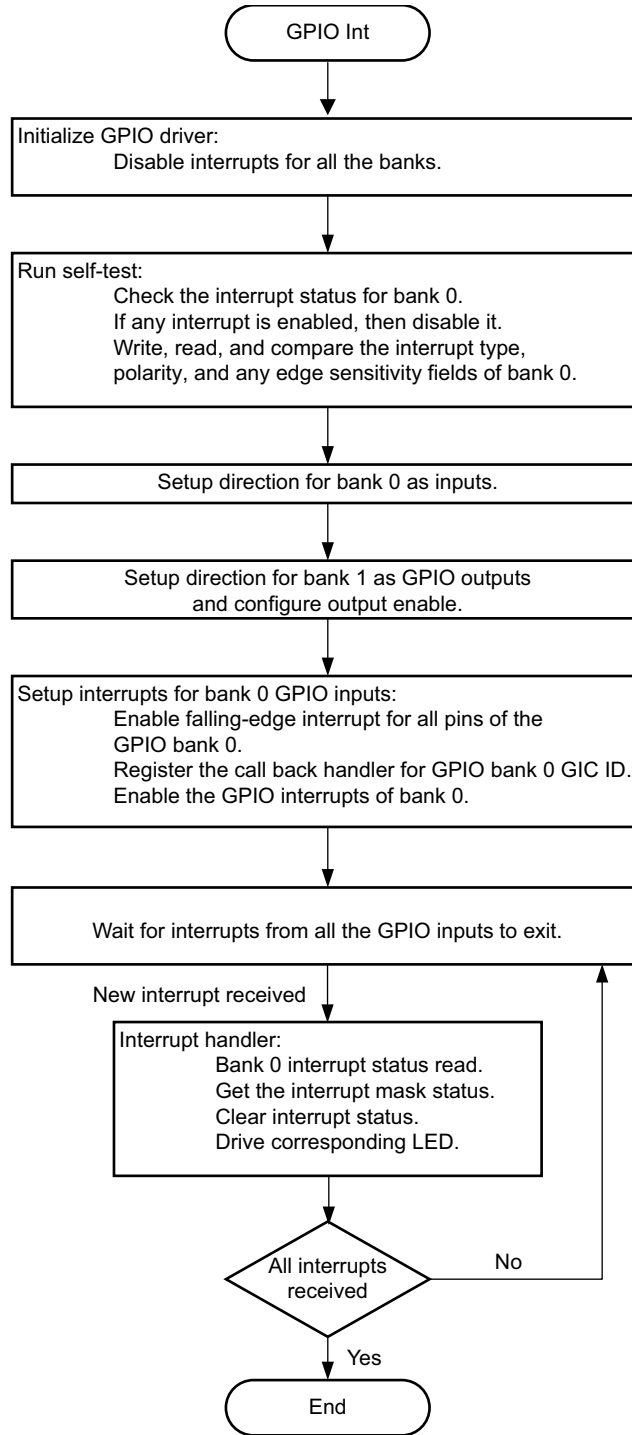 GPIO Int
Initialize GPIO driver:
Disable interrupts for all the banks.
Run self-test:
Check the interrupt status for bank 0.
If any interrupt is enabled, then disable it.
Write, read, and compare the interrupt type,
polarity, and any edge sensitivity fields of bank 0.
Setup direction for bank 0 as inputs.
Setup direction for bank 1 as GPIO outputs
and configure output enable.
Setup interrupts for bank 0 GPIO inputs:
Enable falling-edge interrupt for all pins of the
GPIO bank 0.
Register the call back handler for GPIO bank 0 GIC ID.
Enable the GPIO interrupts of bank 0.
Wait for interrupts from all the GPIO inputs to exit.
New interrupt received
Interrupt handler:
Bank 0 interrupt status read.
Get the interrupt mask status.
Clear interrupt status.
Drive corresponding LED.
All interrupts
received
No
Yes
End